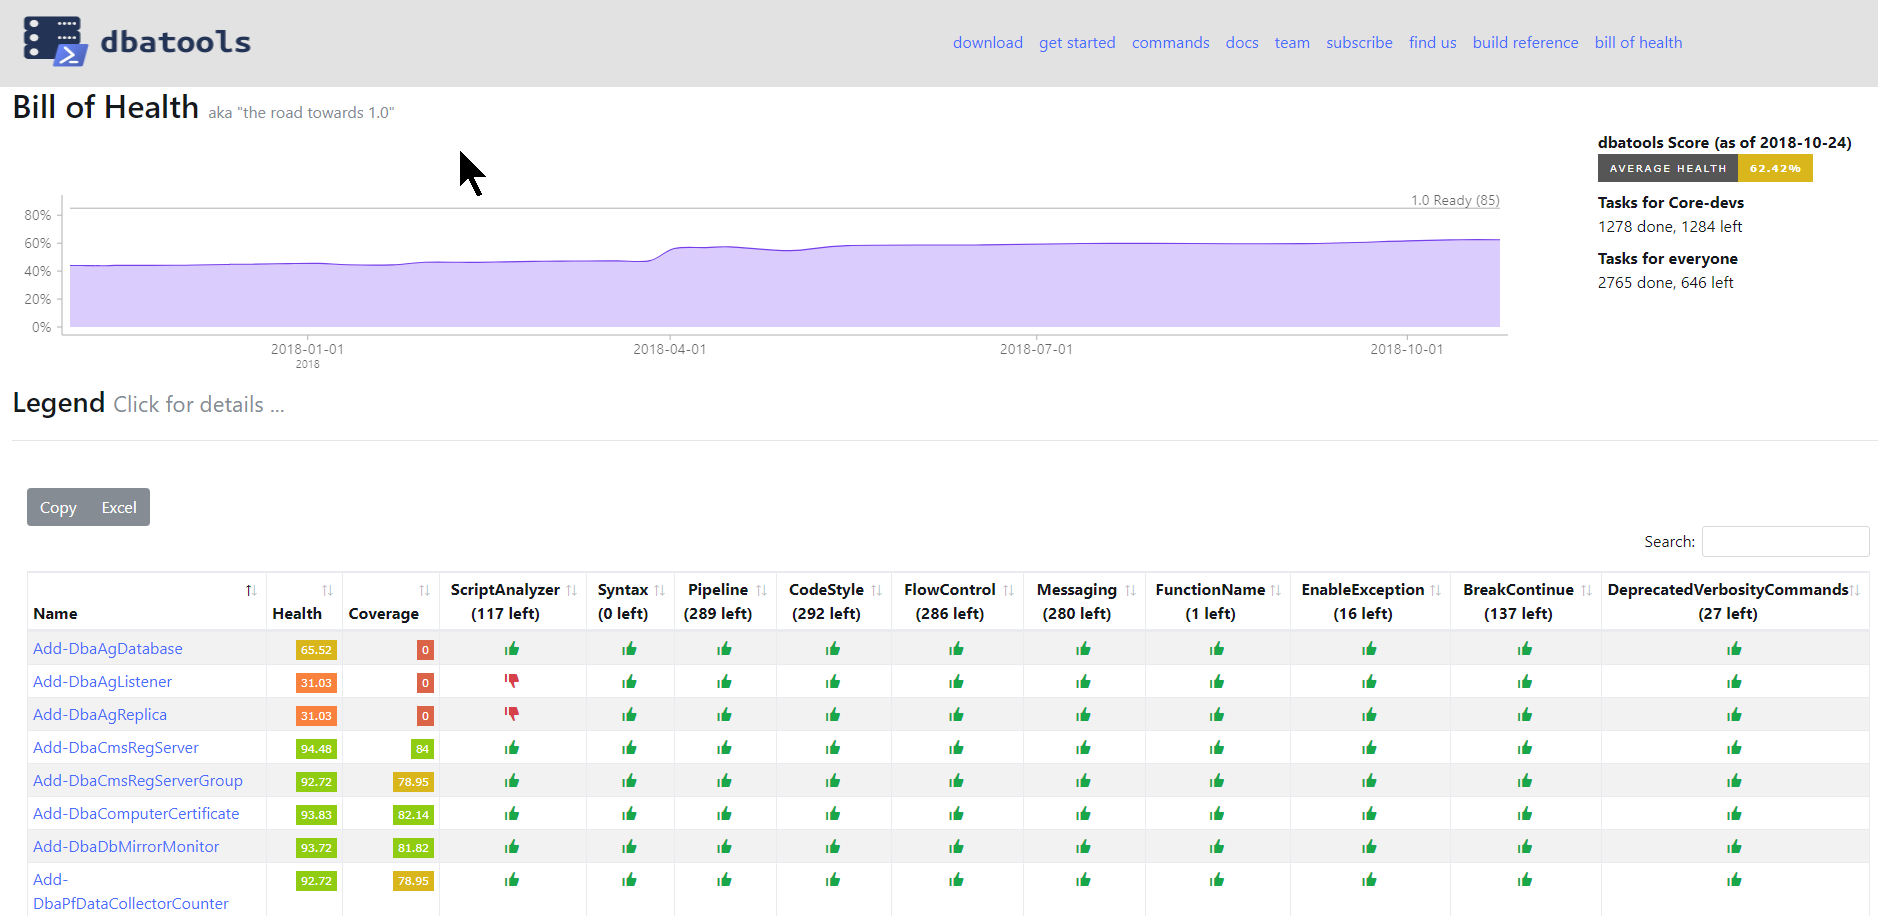 dbatools
download get started commands docs team subscribe find us build reference bill of health
Bill of Health aka "the road towards 1.0"
dbatools Score (as of 2018-10-24)
AVERAGE HEALTH 62.42%
Tasks for Core-devs
1278 done, 1284 left
Tasks for everyone
2765 done, 646 left
1.0 Ready (85)
80%
60%
40%
20%
0%
2018-01-01 2018-04-01 2018-07-01 2018-10-01
2018
Legend Click for details ...
Copy Excel
Search:
Name Health Coverage ScriptAnalyzer (117 left) Syntax (0 left) Pipeline (289 left) CodeStyle (292 left) FlowControl (286 left) Messaging (280 left) FunctionName (1 left) EnableException (16 left) BreakContinue (137 left) DeprecatedVerbosityCommands (27 left)
Add-DbaAgDatabase 65.52 0
Add-DbaAgListener 31.03 0
Add-DbaAgReplica 31.03 0
Add-DbaCmsRegServer 94.48 84
Add-DbaCmsRegServerGroup 92.72 78.95
Add-DbaComputerCertificate 93.83 82.14
Add-DbaDbMirrorMonitor 93.72 81.82
Add- 92.72 78.95
DbaPfDataCollectorCounter